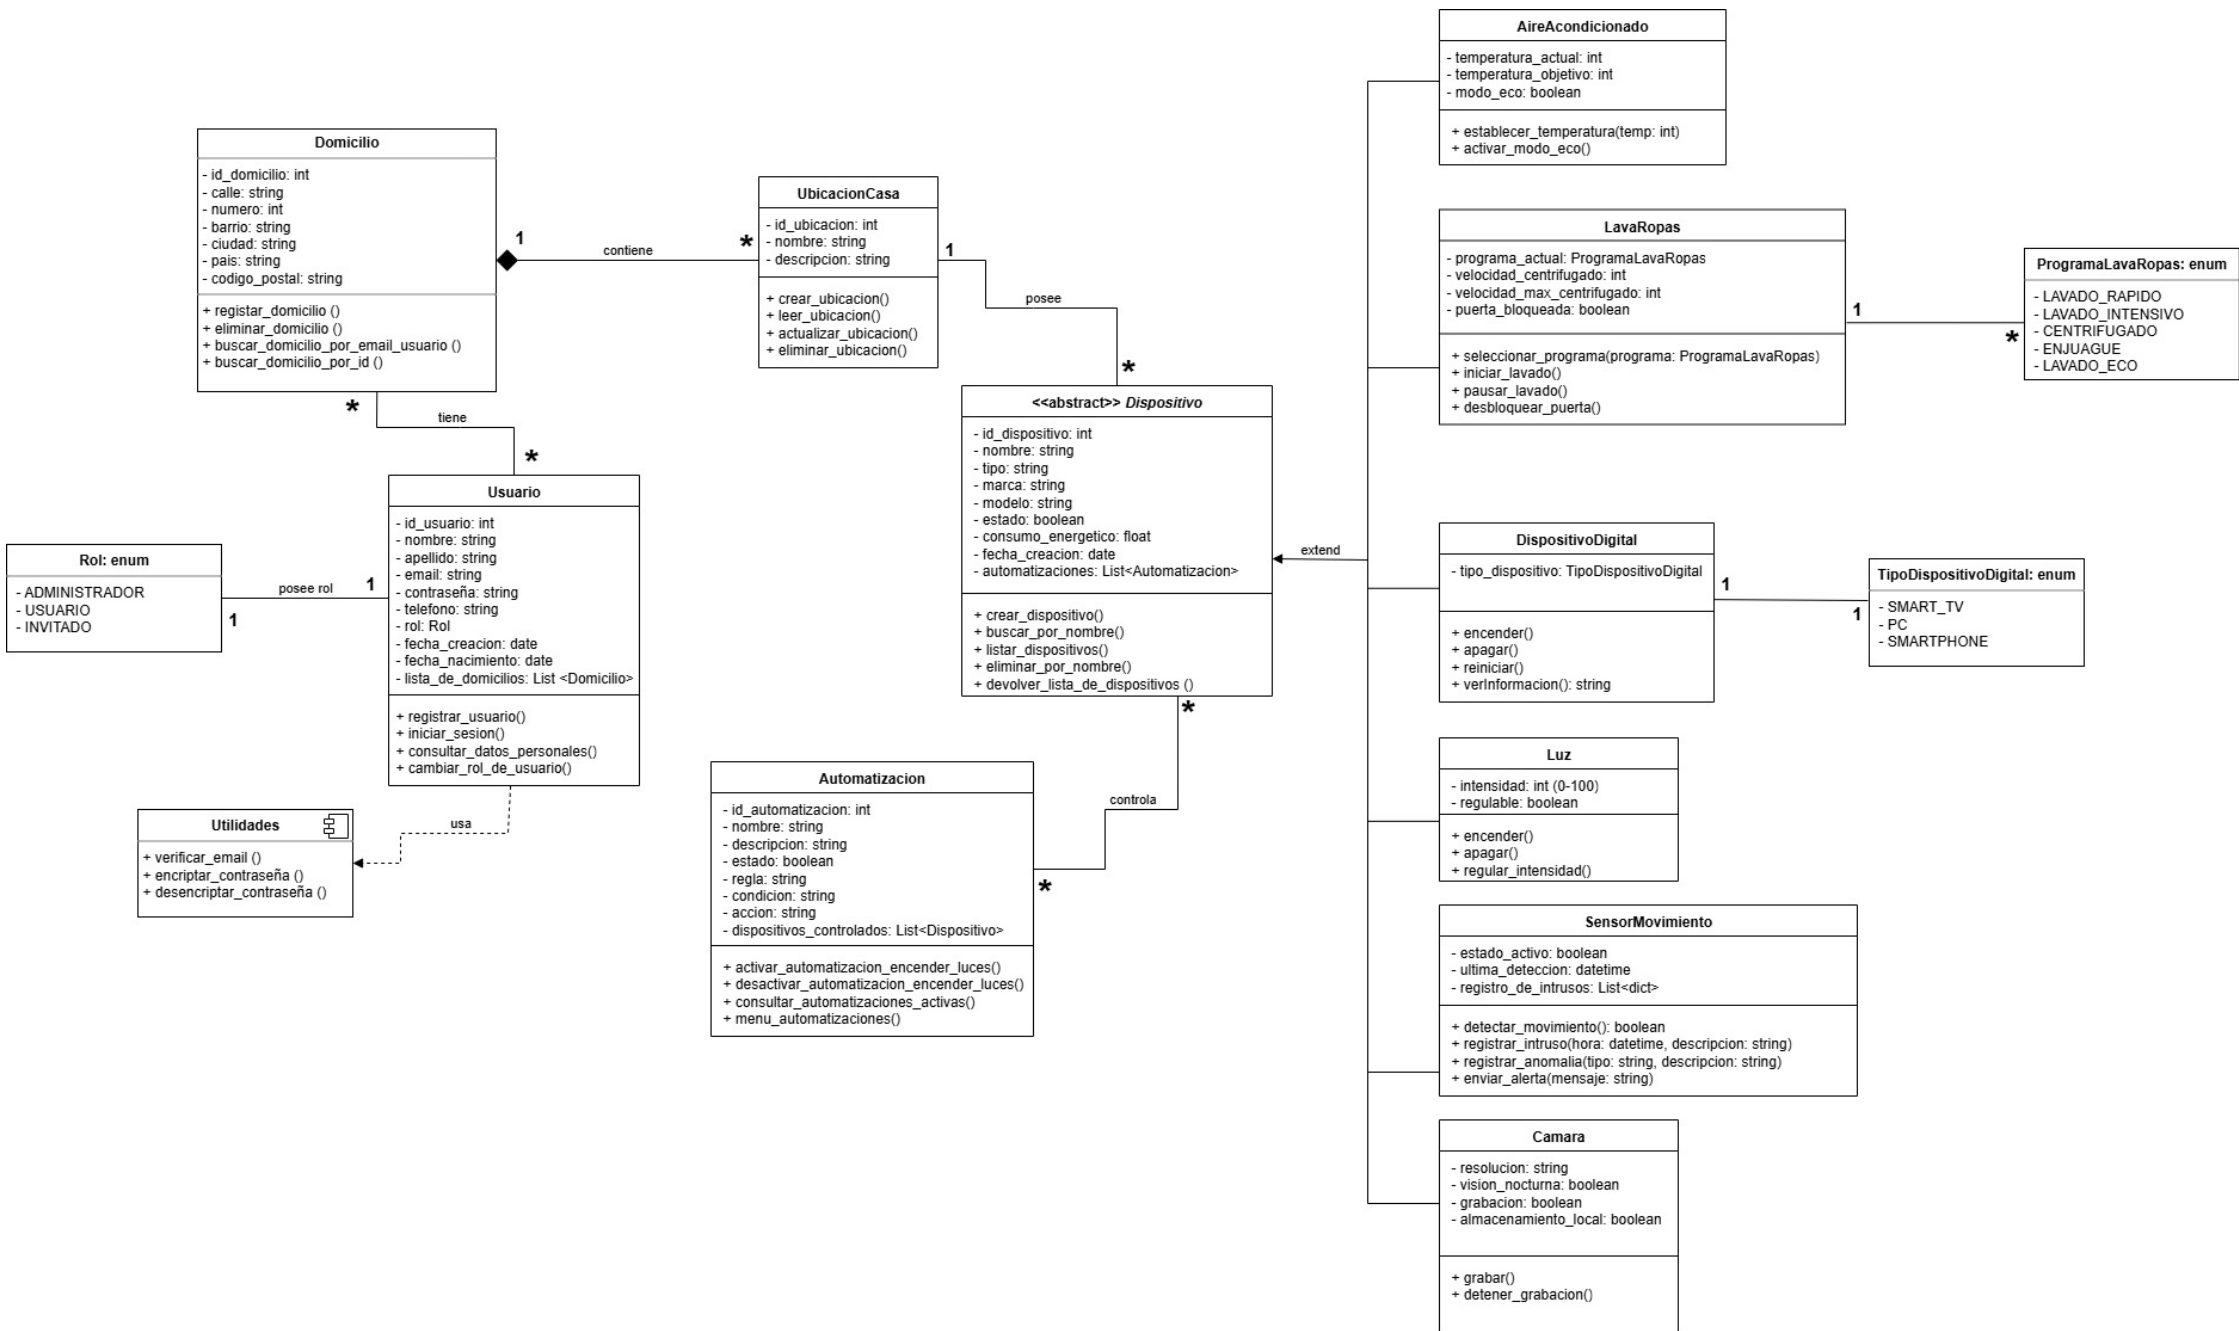 Domicilio
- id_domicilio: int
- calle: string
- numero: int
- barrio: string
- ciudad: string
- pais: string
- codigo_postal: string
+ registar_domicilio ()
+ eliminar_domicilio ()
+ buscar_domicilio_por_email_usuario ()
+ buscar_domicilio_por_id ()
1
contiene
*
UbicacionCasa
- id_ubicacion: int
- nombre: string
- descripcion: string
+ crear_ubicacion()
+ leer_ubicacion()
+ actualizar_ubicacion()
+ eliminar_ubicacion()
1
posee
*
*
tiene
*
Usuario
- id_usuario: int
- nombre: string
- apellido: string
- email: string
- contraseña: string
- telefono: string
- rol: Rol
- fecha_creacion: date
- fecha_nacimiento: date
- lista_de_domicilios: List <Domicilio>
+ registrar_usuario()
+ iniciar_sesion()
+ consultar_datos_personales()
+ cambiar_rol_de_usuario()
Rol: enum
- ADMINISTRADOR
- USUARIO
- INVITADO
posee rol
1
1
Utilidades
+ verificar_email ()
+ encriptar_contraseña ()
+ desencriptar_contraseña ()
usa
<<abstract>> Dispositivo
- id_dispositivo: int
- nombre: string
- tipo: string
- marca: string
- modelo: string
- estado: boolean
- consumo_energetico: float
- fecha_creacion: date
- automatizaciones: List<Automatizacion>
+ crear_dispositivo()
+ buscar_por_nombre()
+ listar_dispositivos()
+ eliminar_por_nombre()
+ devolver_lista_de_dispositivos ()
*
controla
*
Automatizacion
- id_automatizacion: int
- nombre: string
- descripcion: string
- estado: boolean
- regla: string
- condicion: string
- accion: string
- dispositivos_controlados: List<Dispositivo>
+ activar_automatizacion_encender_luces()
+ desactivar_automatizacion_encender_luces()
+ consultar_automatizaciones_activas()
+ menu_automatizaciones()
extend
AireAcondicionado
- temperatura_actual: int
- temperatura_objetivo: int
- modo_eco: boolean
+ establecer_temperatura(temp: int)
+ activar_modo_eco()
LavaRopas
- programa_actual: ProgramaLavaRopas
- velocidad_centrifugado: int
- velocidad_max_centrifugado: int
- puerta_bloqueada: boolean
+ seleccionar_programa(programa: ProgramaLavaRopas)
+ iniciar_lavado()
+ pausar_lavado()
+ desbloquear_puerta()
1
*
ProgramaLavaRopas: enum
- LAVADO_RAPIDO
- LAVADO_INTENSIVO
- CENTRIFUGADO
- ENJUAGUE
- LAVADO_ECO
DispositivoDigital
- tipo_dispositivo: TipoDispositivoDigital
+ encender()
+ apagar()
+ reiniciar()
+ verInformacion(): string
1
1
TipoDispositivoDigital: enum
- SMART_TV
- PC
- SMARTPHONE
Luz
- intensidad: int (0-100)
- regulable: boolean
+ encender()
+ apagar()
+ regular_intensidad()
SensorMovimiento
- estado_activo: boolean
- ultima_deteccion: datetime
- registro_de_intrusos: List<dict>
+ detectar_movimiento(): boolean
+ registrar_intruso(hora: datetime, descripcion: string)
+ registrar_anomalia(tipo: string, descripcion: string)
+ enviar_alerta(mensaje: string)
Camara
- resolucion: string
- vision_nocturna: boolean
- grabacion: boolean
- almacenamiento_local: boolean
+ grabar()
+ detener_grabacion()